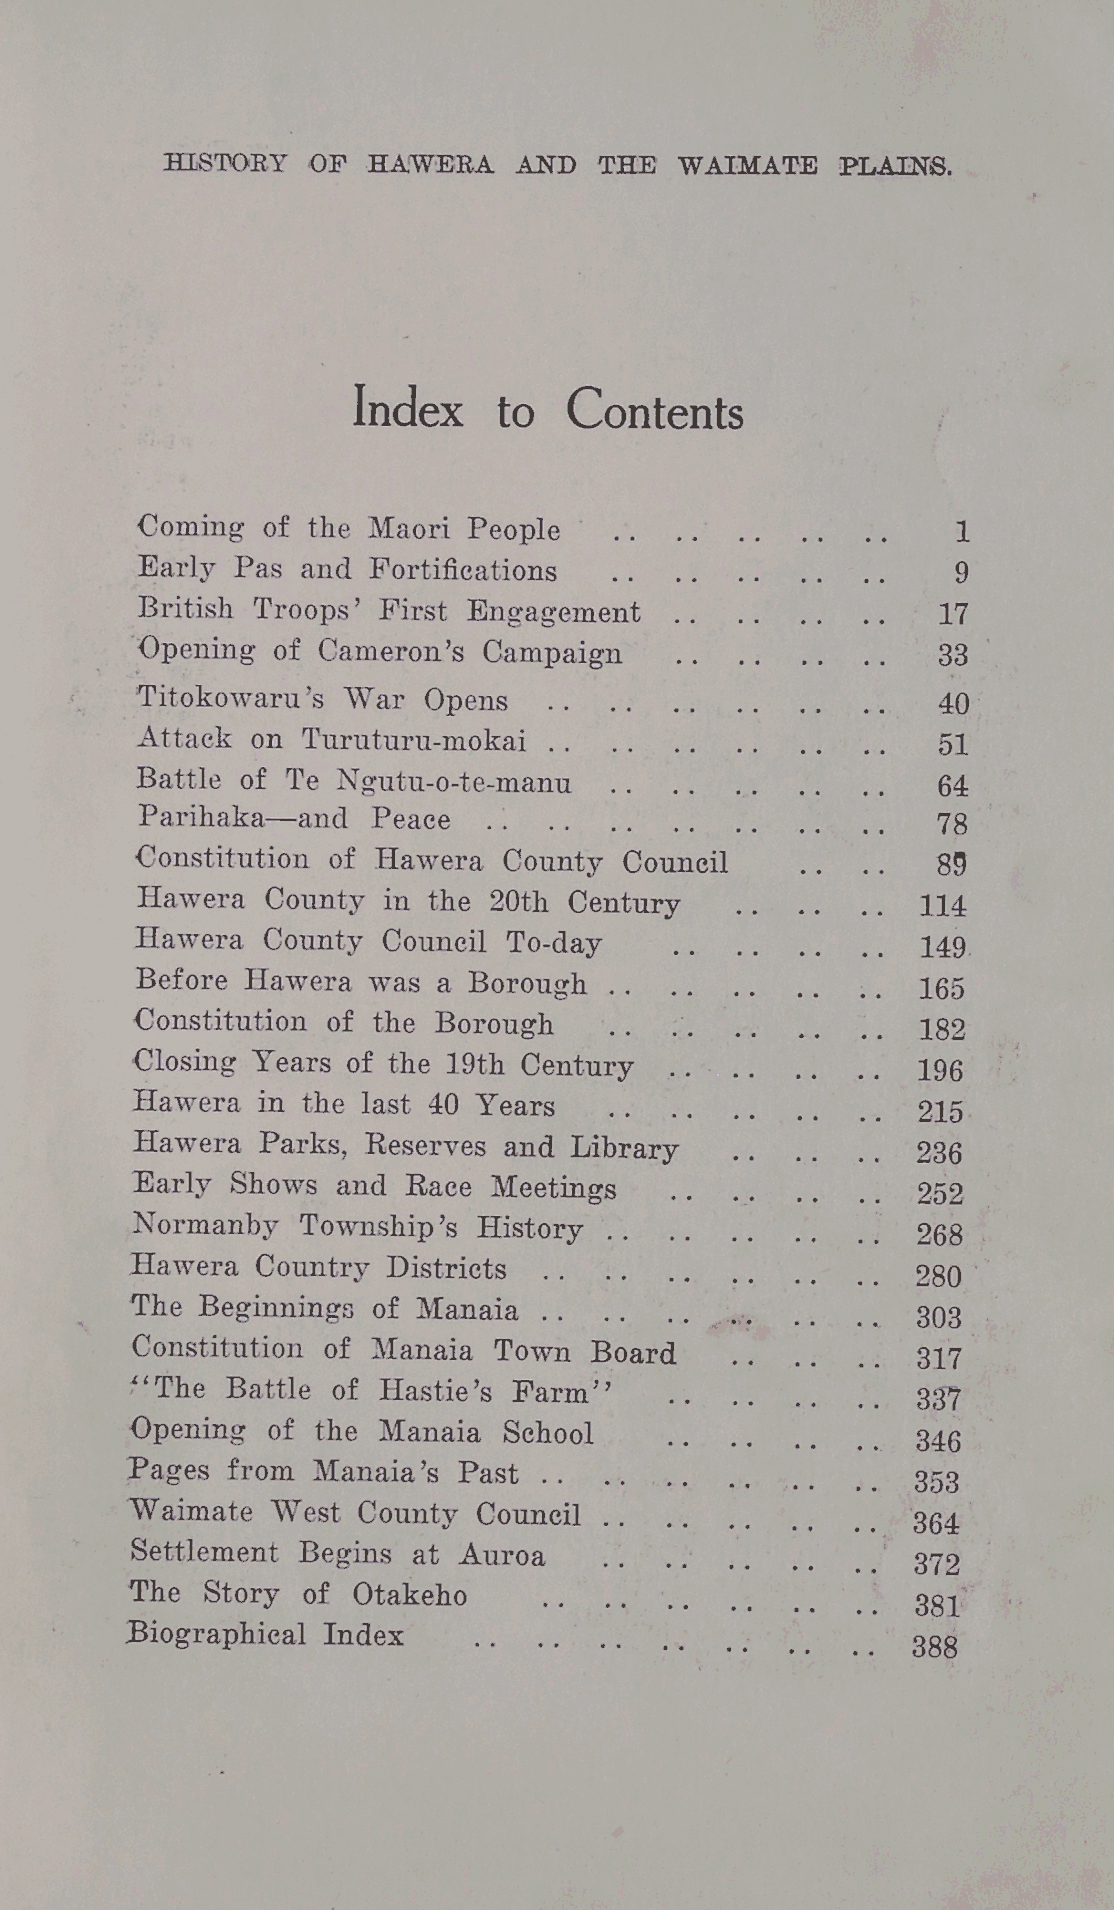 HISTORY OF HAWERA AND THE WAIMATE PLAINS.
Index to Contents
Coming of the Maori People .. .. .. .. .. 1
Early Pas and Fortifications .. .. .. .. .. 9
British Troops' First Engagement .. .. .. .. 17
Opening of Cameron's Campaign .. .. .. .. 33
Titokowaru's War Opens .. .. .. .. .. .. 40
Attack on Turuturu-mokai .. .. .. .. .. .. 51
Battle of Te Ngutu-o-te-manu .. .. .. .. .. 64
Parihaka—and Peace .. .. .. .. .. .. .. 78
Constitution of Hawera County Council .. .. 89
Hawera County in the 20th Century .. .. .. 114
Hawera County Council To-day .. .. .. .. 149
Before Hawera was a Borough .. .. .. .. .. 165
Constitution of the Borough .. .. .. .. .. 182
Closing Years of the 19th Century .. .. .. .. 196
Hawera in the last 40 Years .. .. .. .. .. 215
Hawera Parks, Reserves and Library .. .. .. 236
Early Shows and Race Meetings .. .. .. .. 252
Normanby Township's History .. .. .. .. .. 268
Hawera Country Districts .. .. .. .. .. .. 280
The Beginnings of Manaia .. .. .. .. .. .. 303
Constitution of Manaia Town Board .. .. .. 317
"The Battle of Hastie's Farm" .. .. .. .. 337
Opening of the Manaia School .. .. .. .. 346
Pages from Manaia's Past .. .. .. .. .. .. 353
Waimate West County Council .. .. .. .. .. 364
Settlement Begins at Auroa .. .. .. .. .. 372
The Story of Otakeho .. .. .. .. .. .. 381
Biographical Index .. .. .. .. .. .. .. 388